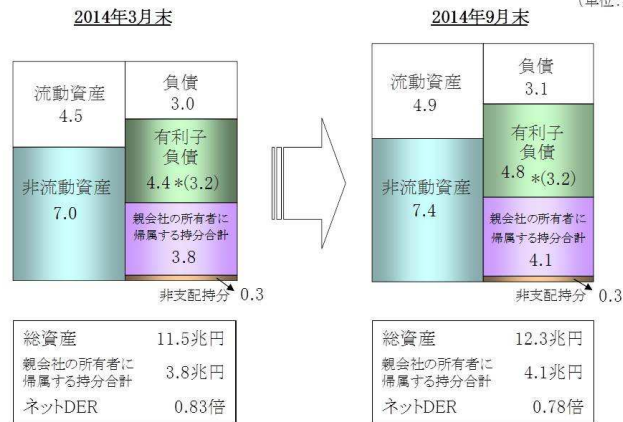 (単位:
2014年3月末
2014年9月末
流動資産
4.5
負債
3.0
有利子
負債
4.4 *(3.2)
非流動資産
7.0
親会社の所有者に
帰属する持分合計
3.8
非支配持分 0.3
流動資産
4.9
負債
3.1
有利子
負債
4.8 *(3.2)
非流動資産
7.4
親会社の所有者に
帰属する持分合計
4.1
非支配持分 0.3
総資産 11.5兆円
親会社の所有者に
帰属する持分合計 3.8兆円
ネットDER 0.83倍
総資産 12.3兆円
親会社の所有者に
帰属する持分合計 4.1兆円
ネットDER 0.78倍